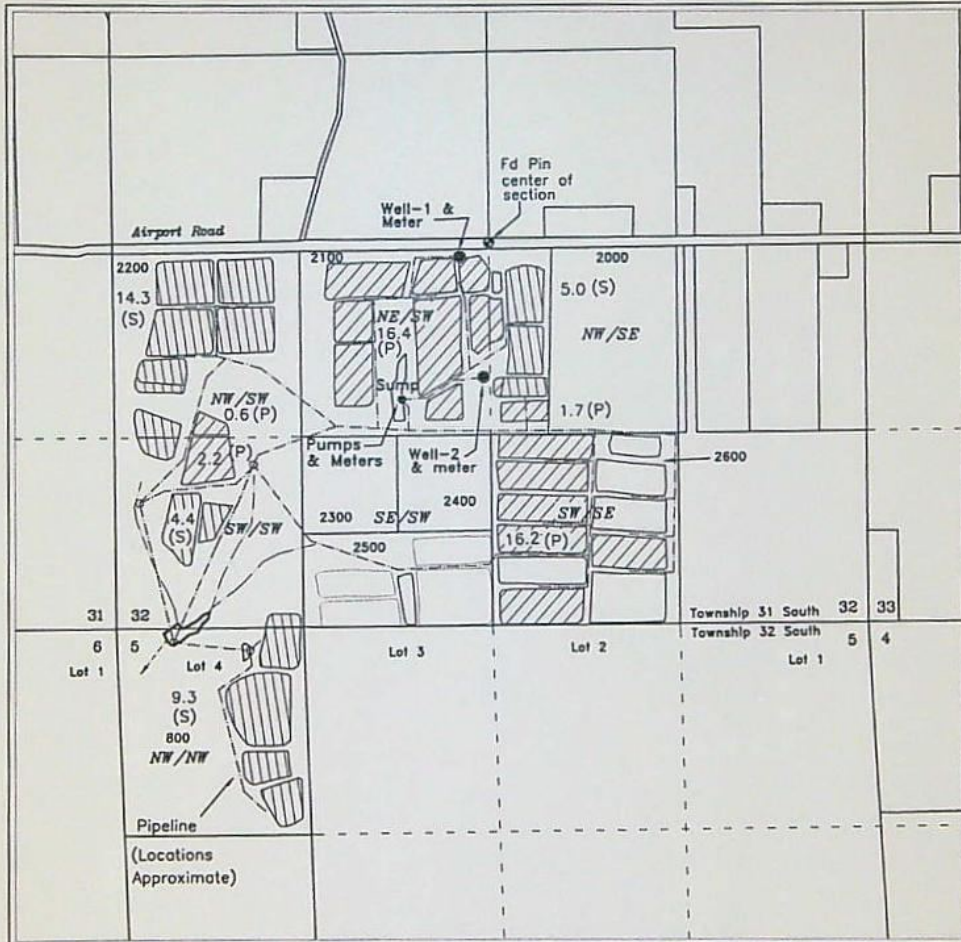 Fd Pin
center of
section
Well-1 &
Meter
Airport Road
2200
2100
2000
14.3
(S)
5.0 (S)
NE/SW
16.4
(P)
NW/SE
Sump
NW/SW
0.6 (P)
1.7 (P)
Pumps
& Meters
Well-2
& meter
2.2 (P)
2600
4.4
(S)
SW/SW
2300
SE/SW
2400
SW/SE
16.2 (P)
2500
31
32
Township 31 South
32
33
6
5
Township 32 South
5
4
Lot 1
Lot 4
Lot 3
Lot 2
Lot 1
9.3
(S)
800
NW/NW
Pipeline
(Locations
Approximate)